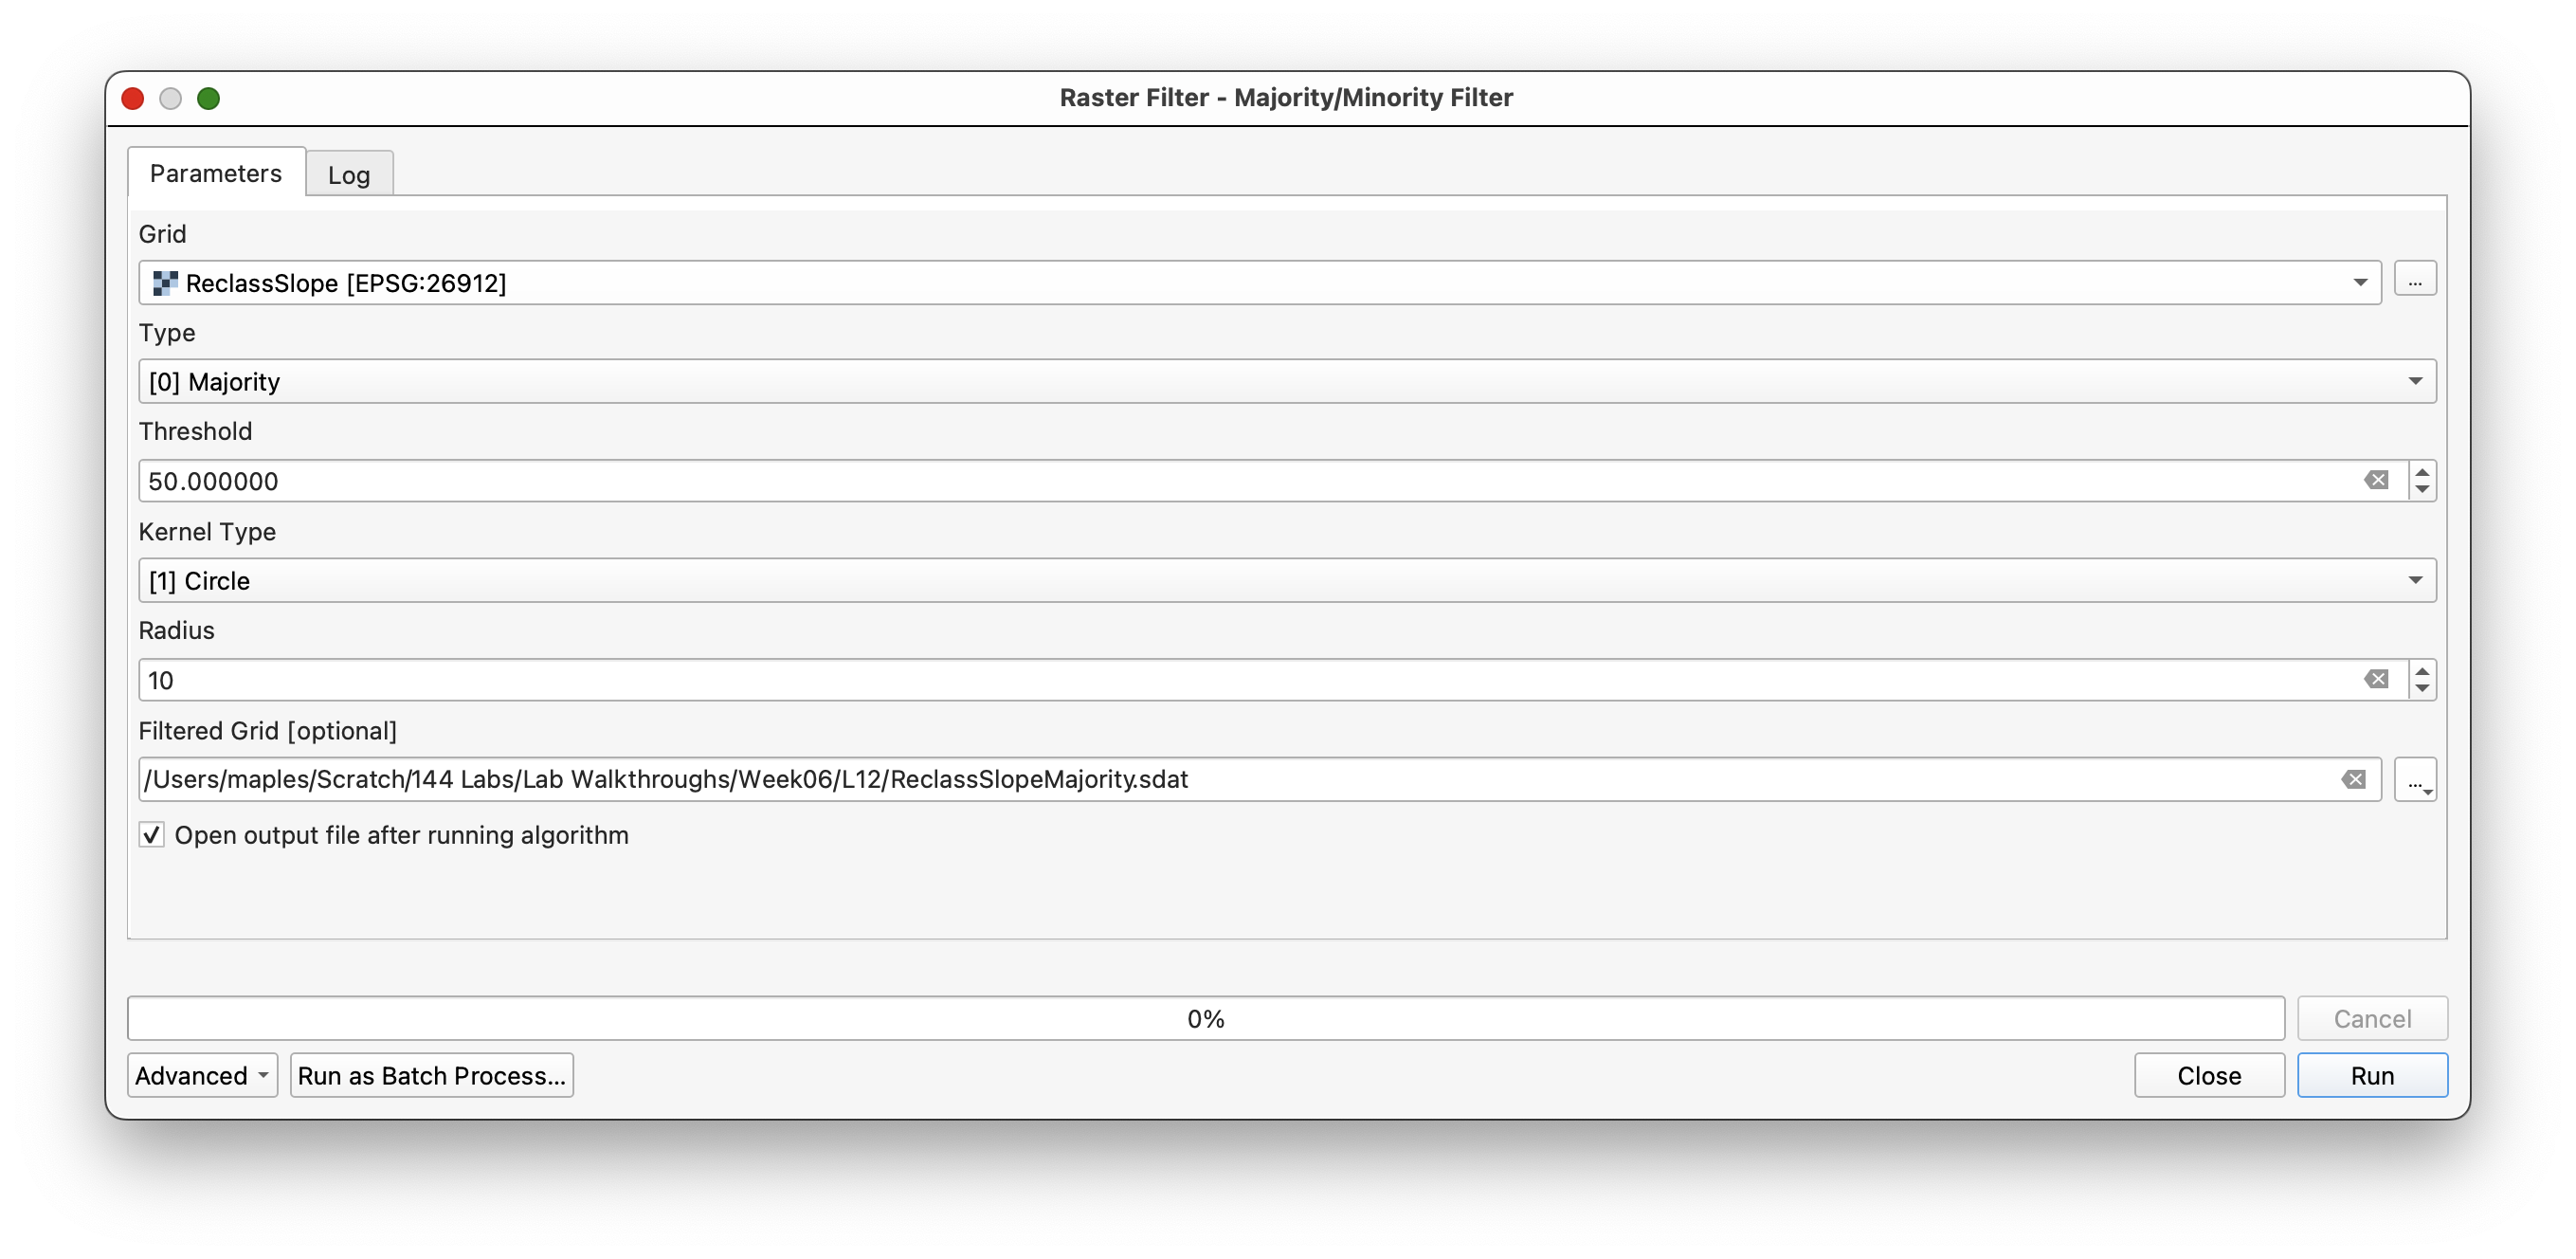 Raster Filter - Majority/Minority Filter
Parameters
Log
Grid
ReclassSlope [EPSG:26912]
...
Type
[0] Majority
Threshold
50.000000
Kernel Type
[1] Circle
Radius
10
Filtered Grid [optional]
/Users/maples/Scratch/144 Labs/Lab Walkthroughs/Week06/L12/ReclassSlopeMajority.sdat
...
Open output file after running algorithm
0%
Cancel
Advanced
Run as Batch Process...
Close
Run